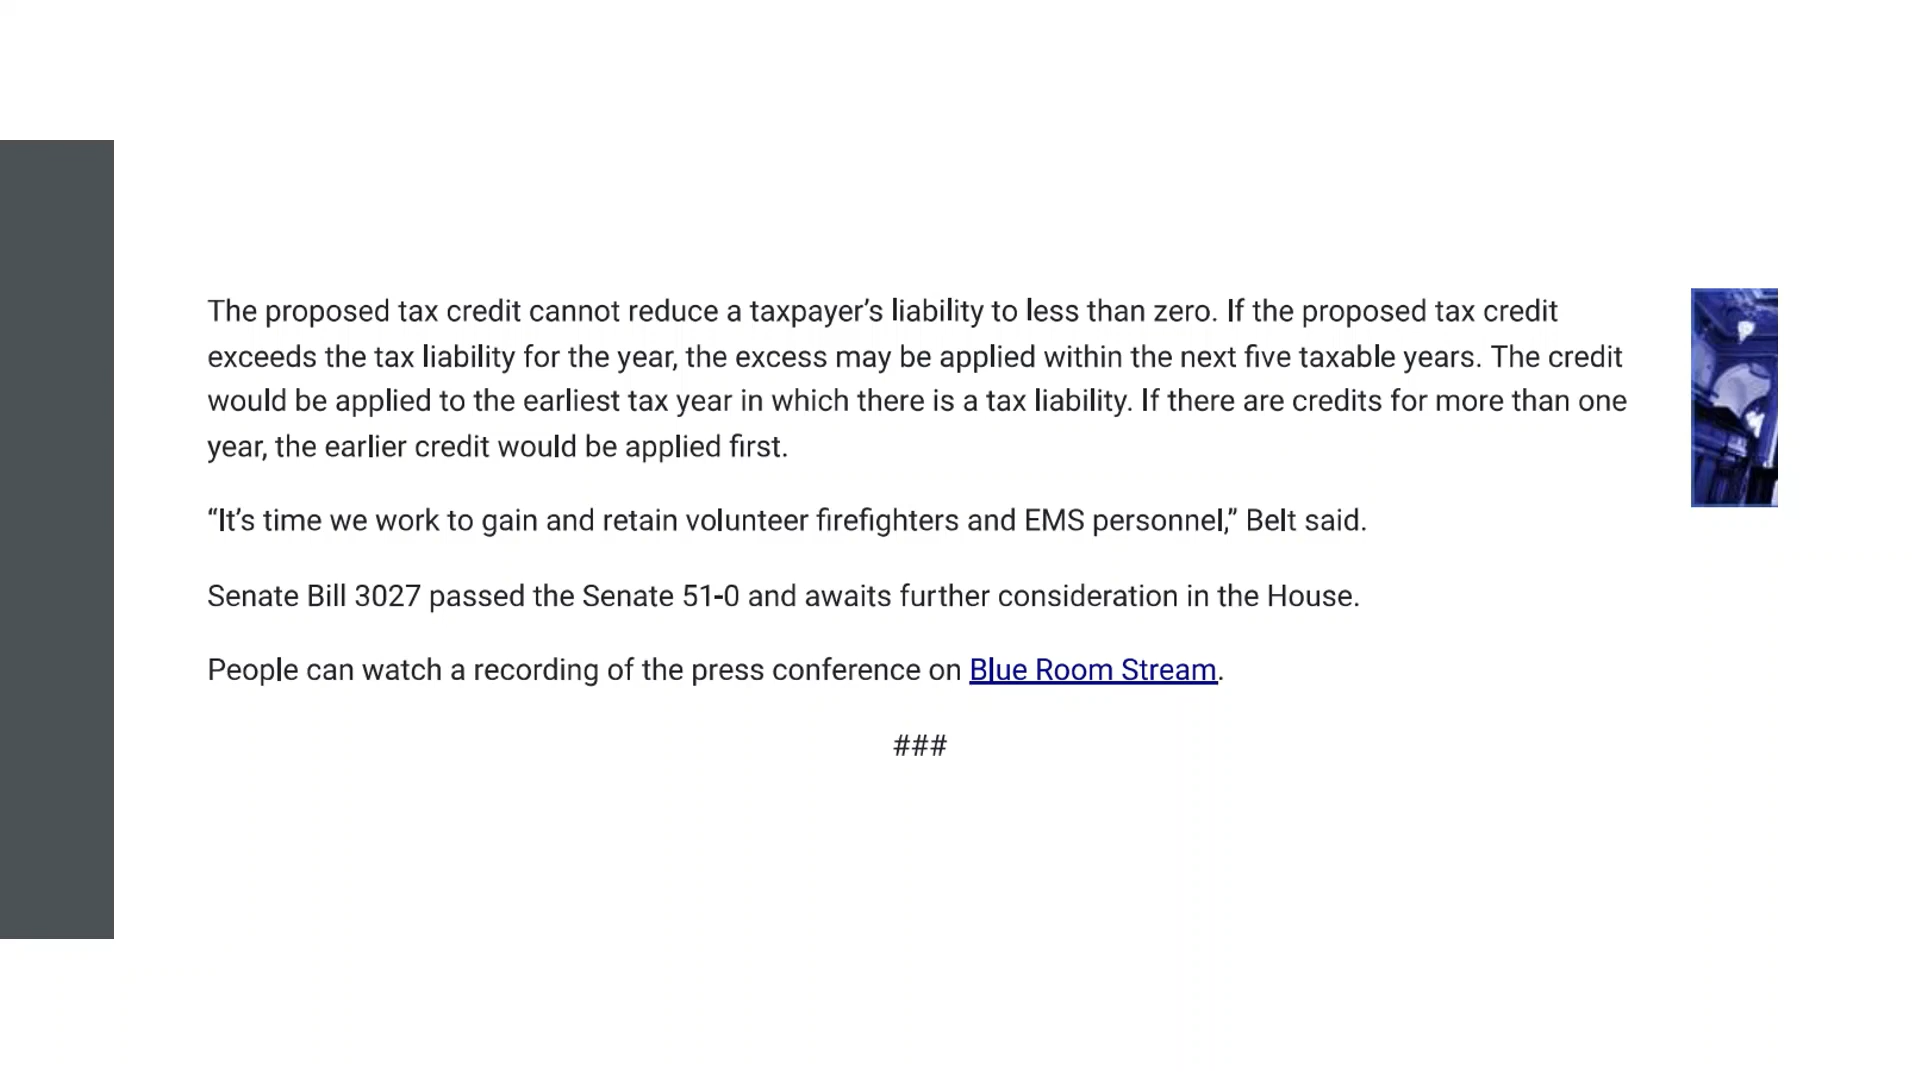 The proposed tax credit cannot reduce a taxpayer’s liability to less than zero. If the proposed tax credit
exceeds the tax liability for the year, the excess may be applied within the next five taxable years. The credit
would be applied to the earliest tax year in which there is a tax liability. If there are credits for more than one
year, the earlier credit would be applied first.
“It’s time we work to gain and retain volunteer firefighters and EMS personnel,” Belt said.
Senate Bill 3027 passed the Senate 51-0 and awaits further consideration in the House.
People can watch a recording of the press conference on Blue Room Stream.
###